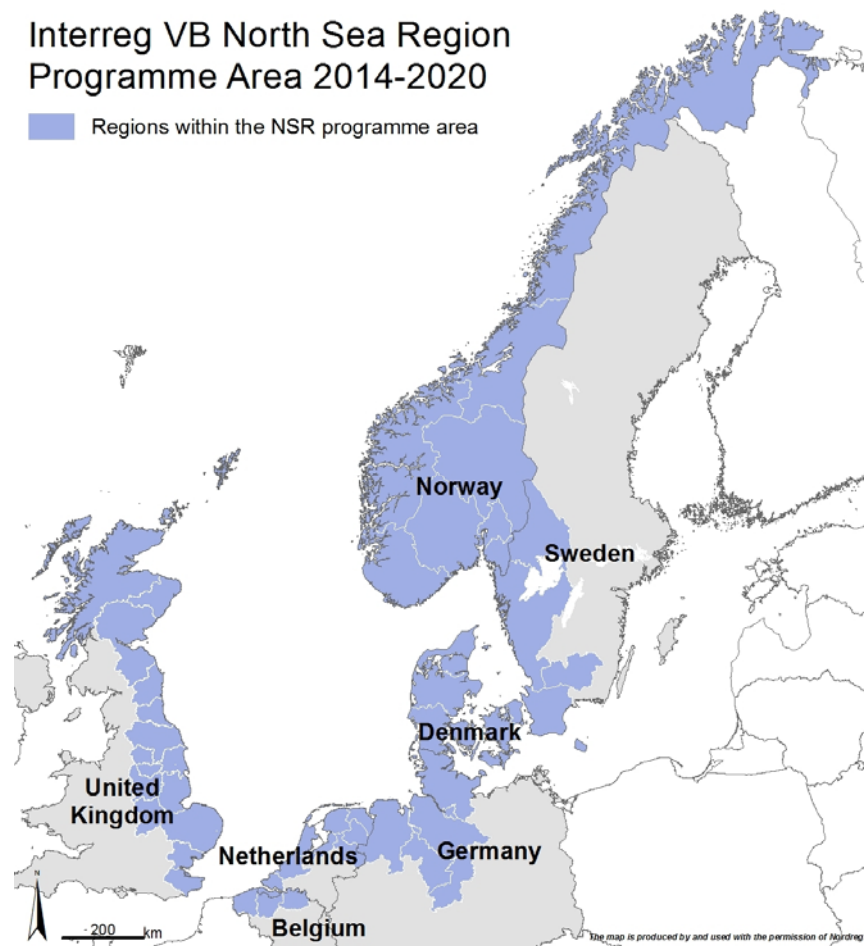 Interreg VB North Sea Region
Programme Area 2014-2020
Regions within the NSR programme area
Norway
Sweden
Denmark
United
Kingdom
Netherlands
Germany
Belgium
N
200 km
The map is produced by and used with the permission of Nordreg